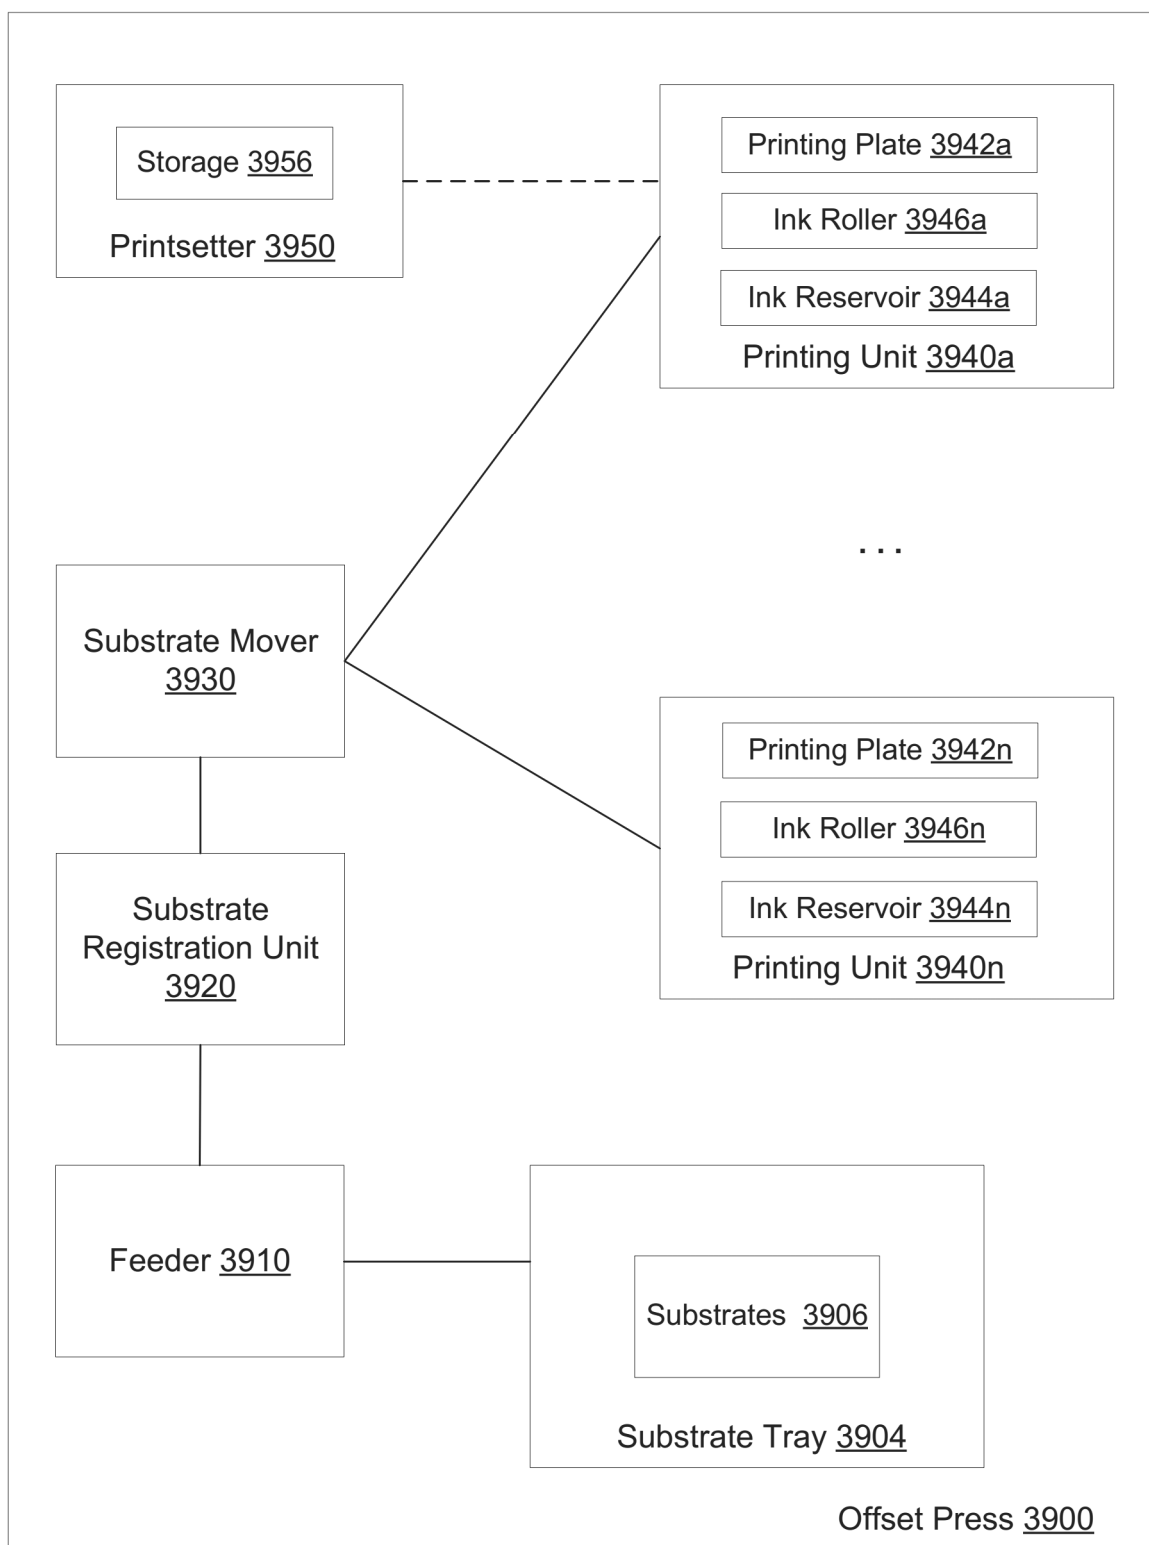 Storage 3956
Printsetter 3950
Printing Plate 3942a
Ink Roller 3946a
Ink Reservoir 3944a
Printing Unit 3940a
. . .
Substrate Mover
3930
Printing Plate 3942n
Ink Roller 3946n
Ink Reservoir 3944n
Printing Unit 3940n
Substrate
Registration Unit
3920
Feeder 3910
Substrates 3906
Substrate Tray 3904
Offset Press 3900